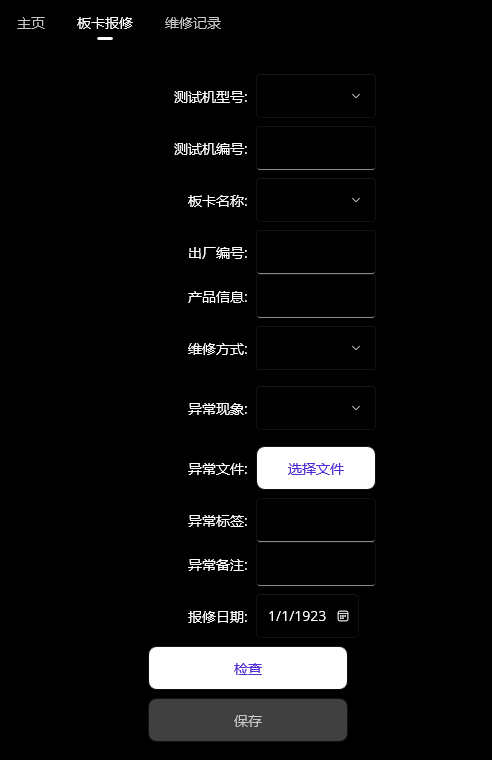 主页 板卡报修 维修记录
测试机型号:
测试机编号:
板卡名称:
出厂编号:
产品信息:
维修方式:
异常现象:
异常文件: 选择文件
异常标签:
异常备注:
报修日期: 1/1/1923
检查
保存